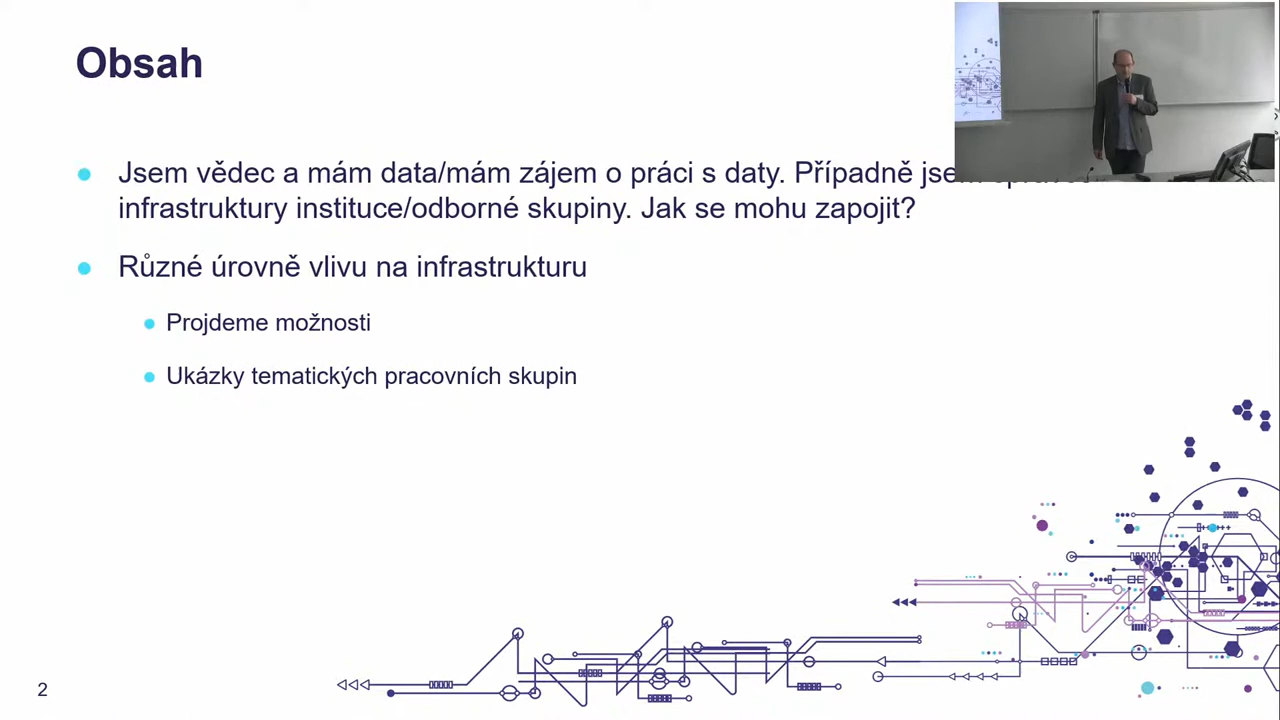 Obsah
Jsem vědec a mám data/mám zájem o práci s daty. Případně jsem
infrastruktury instituce/odborné skupiny. Jak se mohu zapojit?
Různé úrovně vlivu na infrastrukturu
Projdeme možnosti
Ukázky tematických pracovních skupin
2